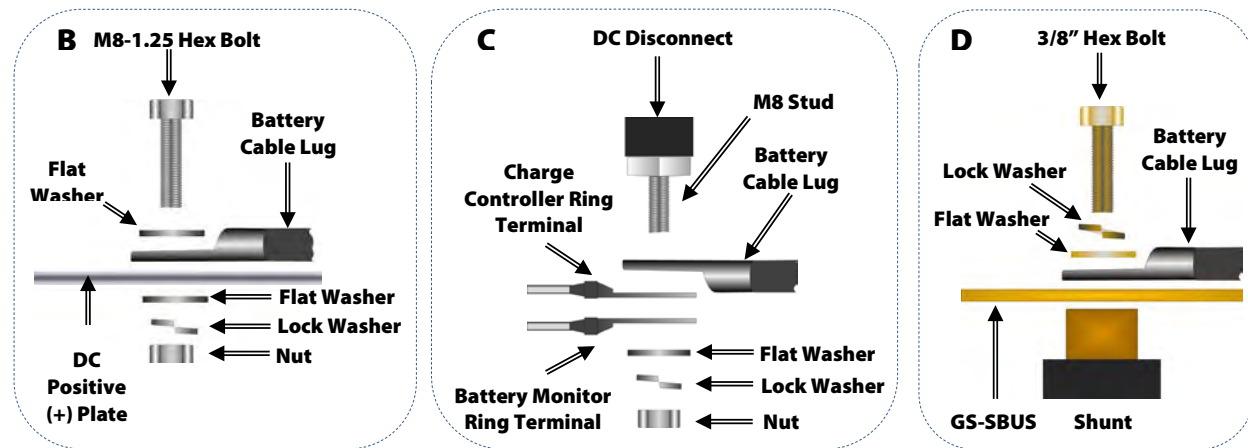 B
M8-1.25 Hex Bolt
Battery
Cable Lug
Flat
Washer
Flat Washer
Lock Washer
Nut
DC
Positive
(+) Plate
C
DC Disconnect
M8 Stud
Battery
Cable Lug
Charge
Controller Ring
Terminal
Flat Washer
Lock Washer
Nut
Battery Monitor
Ring Terminal
D
3/8” Hex Bolt
Battery
Cable Lug
Lock Washer
Flat Washer
GS-SBUS
Shunt